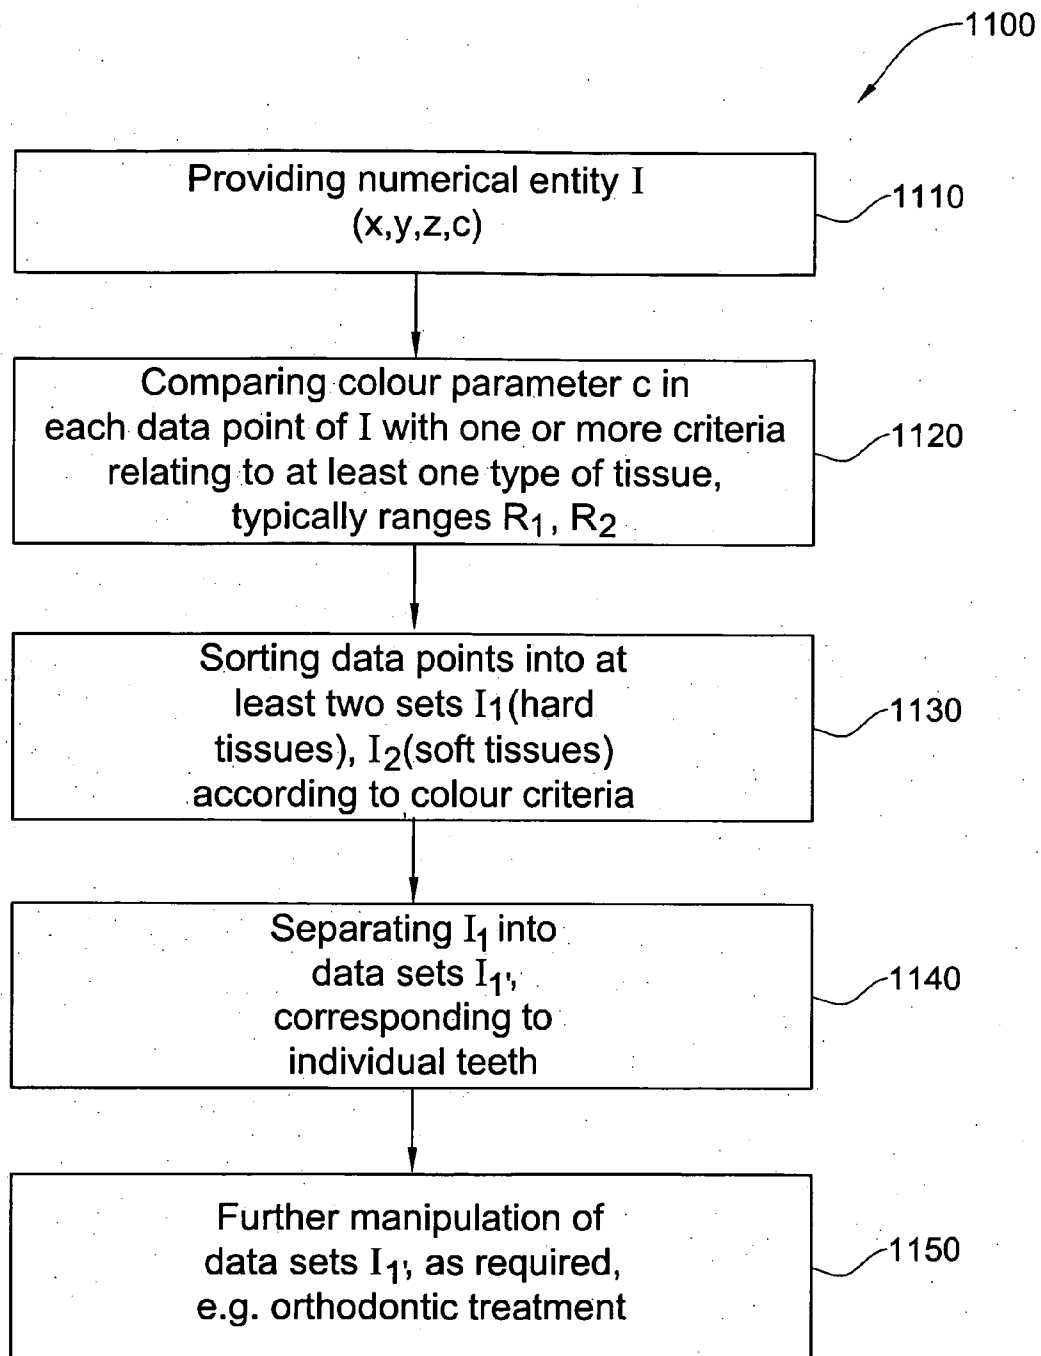 1100
Providing numerical entity I
(x,y,z,c)
1110
Comparing colour parameter c in
each data point of I with one or more criteria
relating to at least one type of tissue,
typically ranges R₁, R₂
1120
Sorting data points into at
least two sets I₁(hard
tissues), I₂(soft tissues)
according to colour criteria
1130
Separating I₁ into
data sets I₁',
corresponding to
individual teeth
1140
Further manipulation of
data sets I₁', as required,
e.g. orthodontic treatment
1150